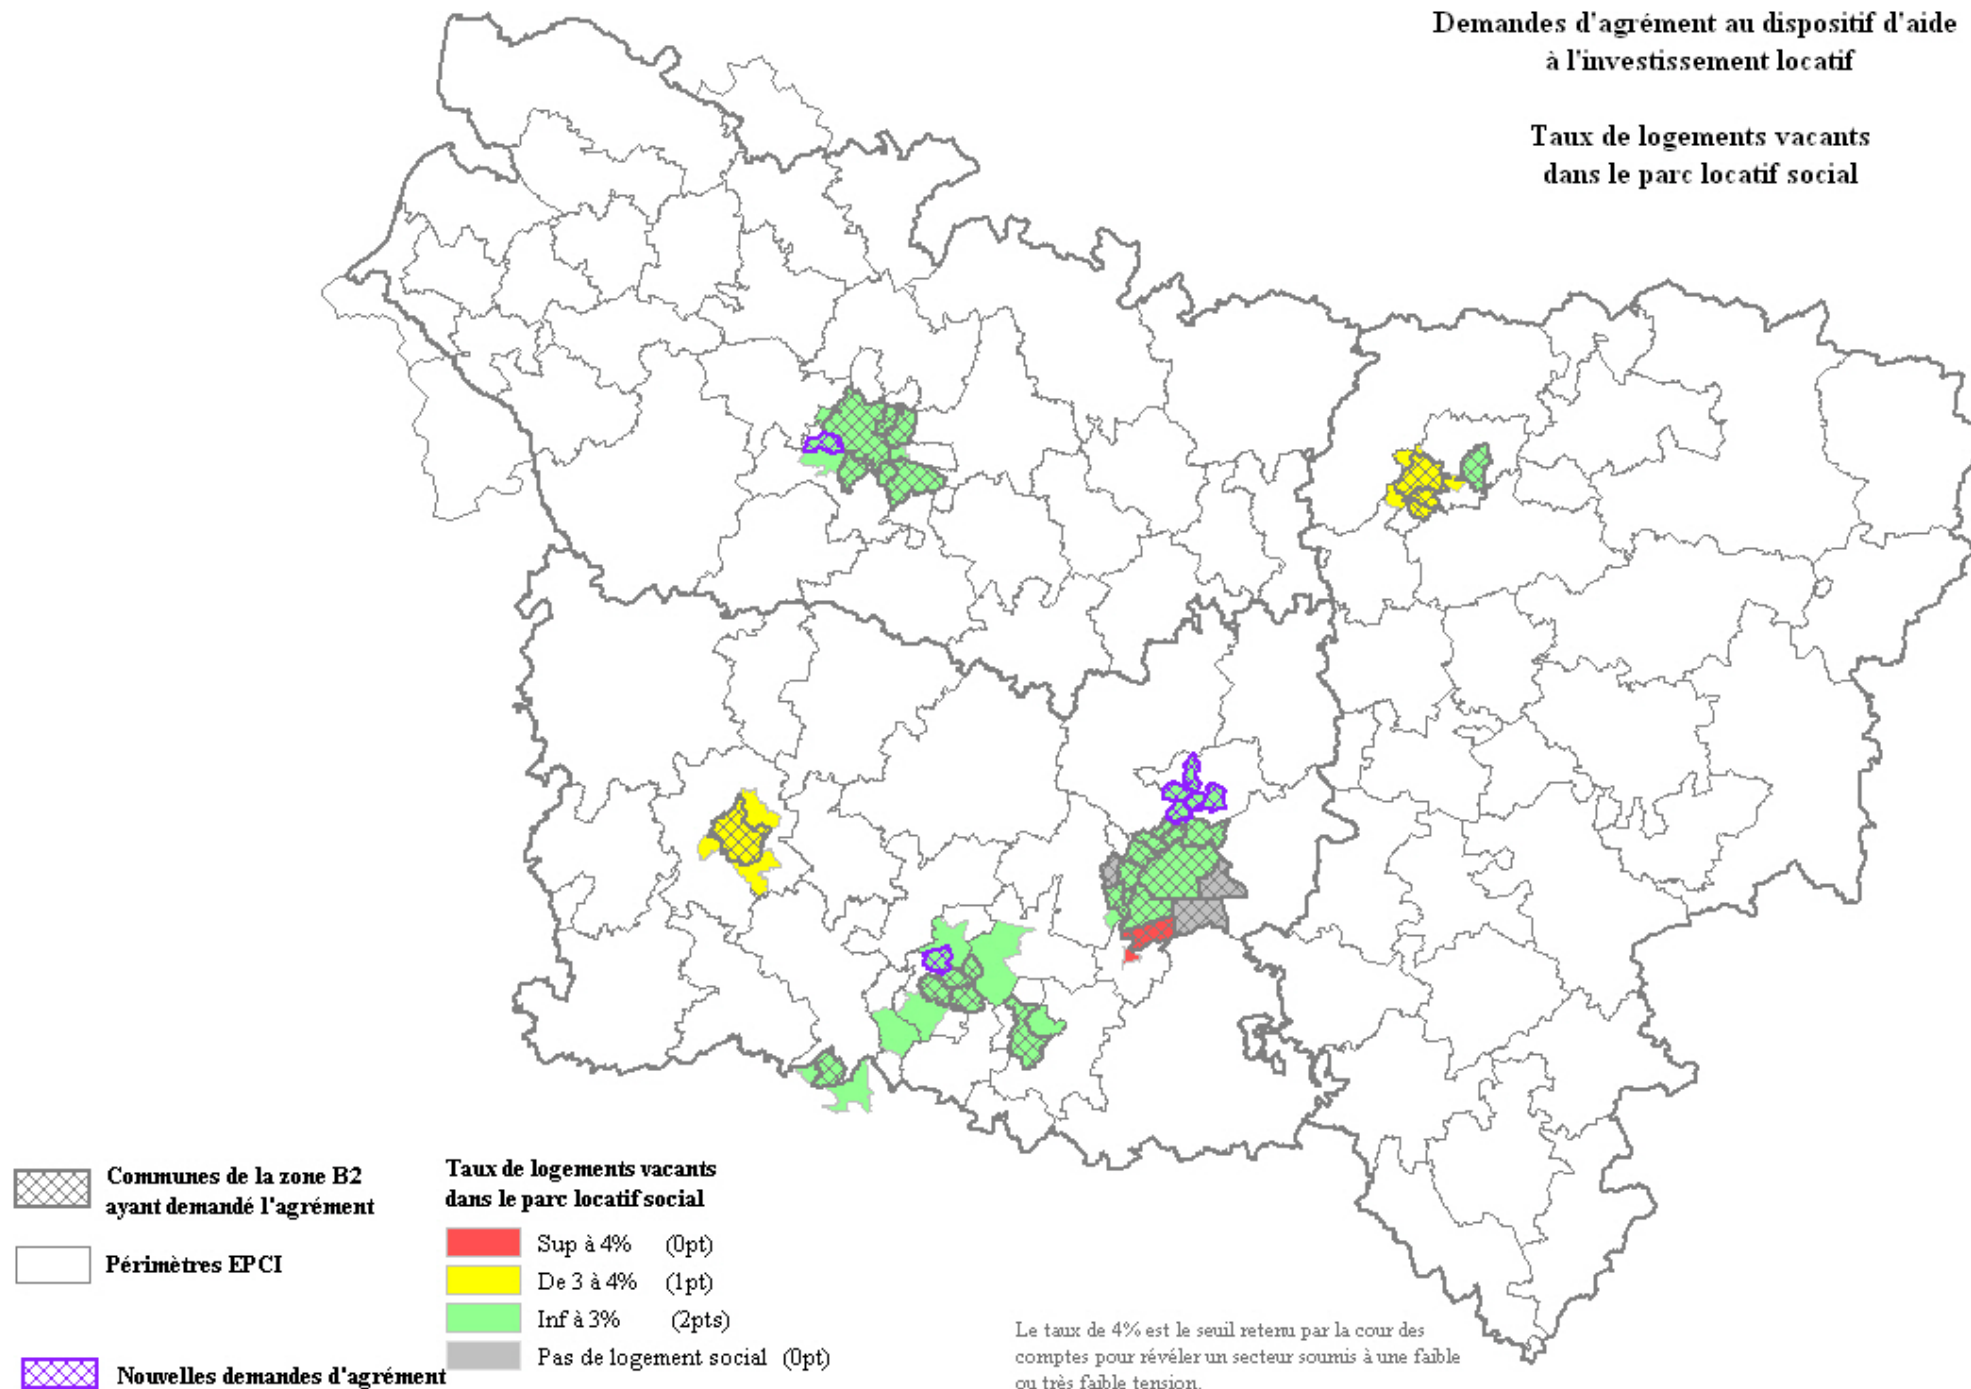 Demandes d'agrément au dispositif d'aide
à l'investissement locatif
Taux de logements vacants
dans le parc locatif social
Communes de la zone B2
ayant demandé l'agrément
Périmètres EPCI
Nouvelles demandes d'agrément
Taux de logements vacants
dans le parc locatif social
Sup à 4% (0pt)
De 3 à 4% (1pt)
Inf à 3% (2pts)
Pas de logement social (0pt)
Le taux de 4% est le seuil retenu par la cour des
comptes pour révéler un secteur soumis à une faible
ou très faible tension.